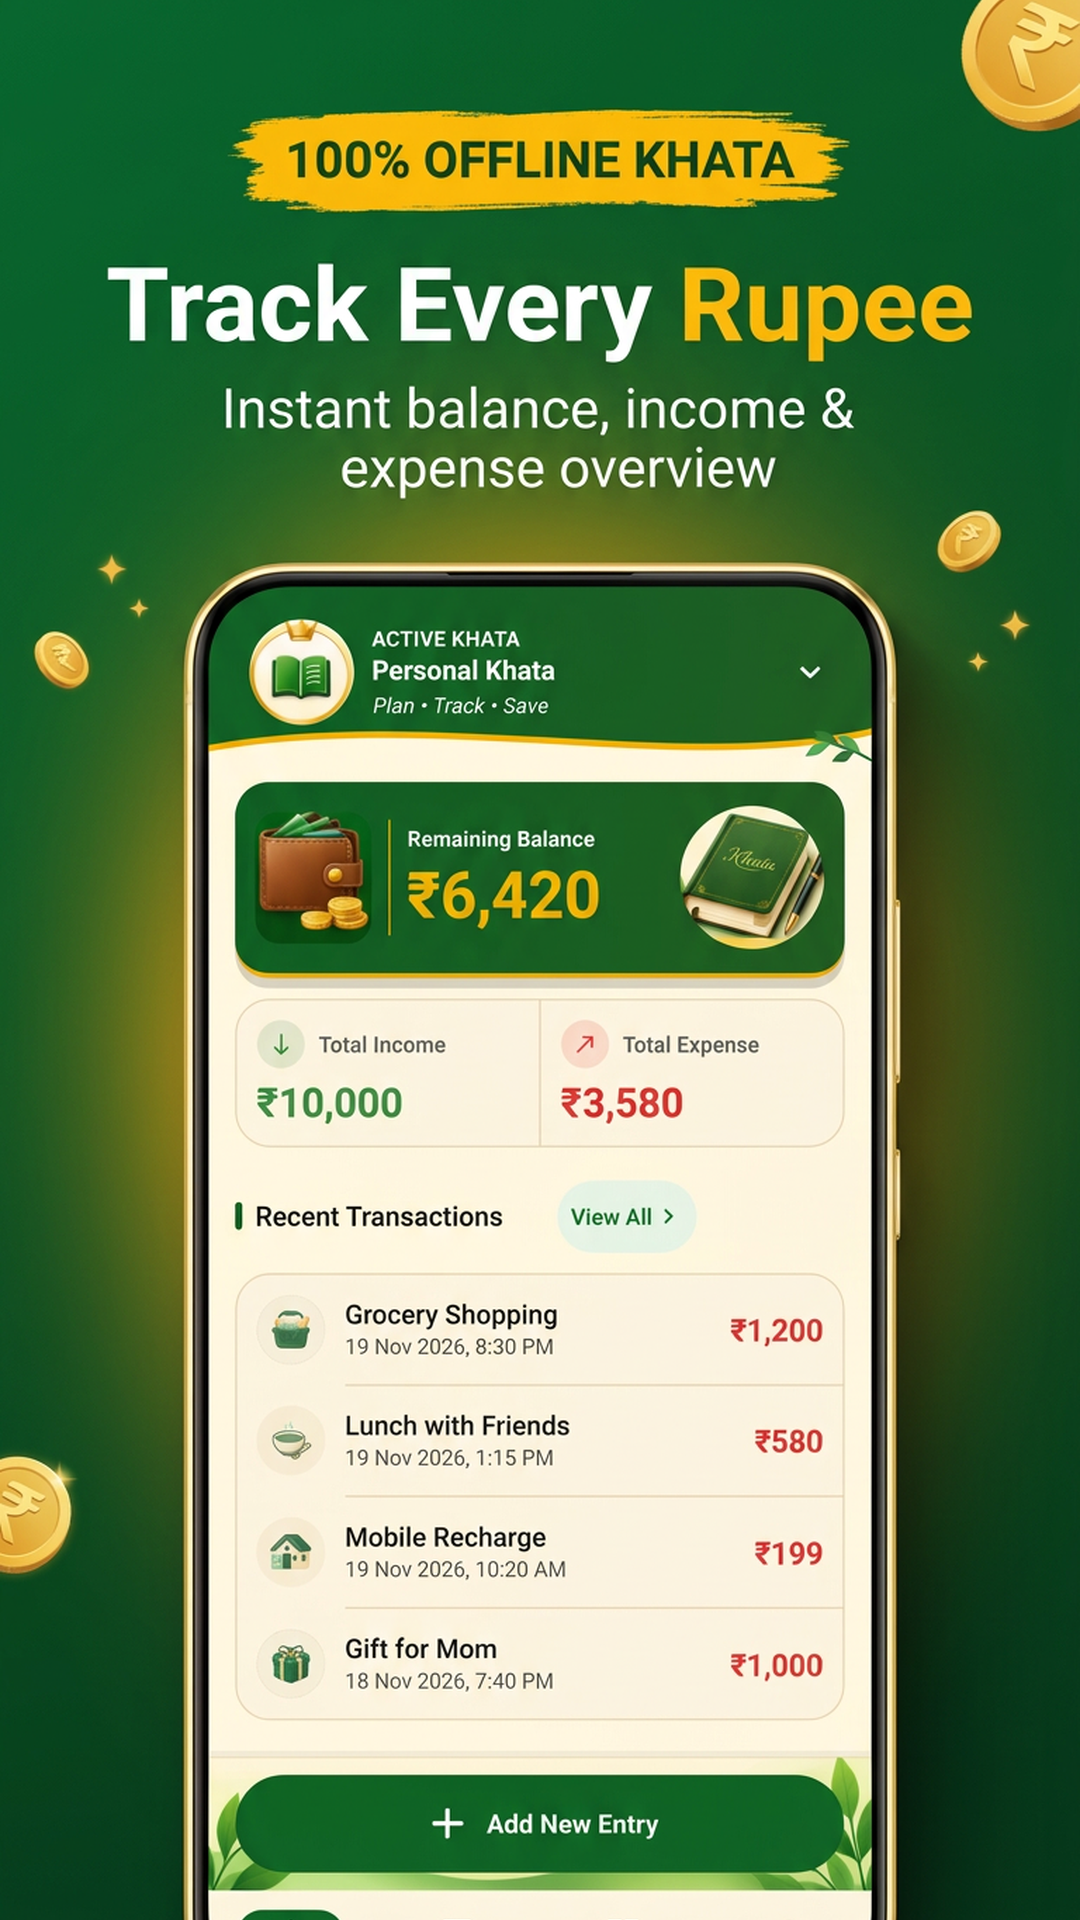 100% OFFLINE KHATA
Track Every Rupee
Instant balance, income &
expense overview
ACTIVE KHATA
Personal Khata
Plan • Track • Save
Remaining Balance
₹6,420
Khata
Total Income
₹10,000
Total Expense
₹3,580
Recent Transactions
View All
Grocery Shopping
19 Nov 2026, 8:30 PM
₹1,200
Lunch with Friends
19 Nov 2026, 1:15 PM
₹580
Mobile Recharge
19 Nov 2026, 10:20 AM
₹199
Gift for Mom
18 Nov 2026, 7:40 PM
₹1,000
Add New Entry